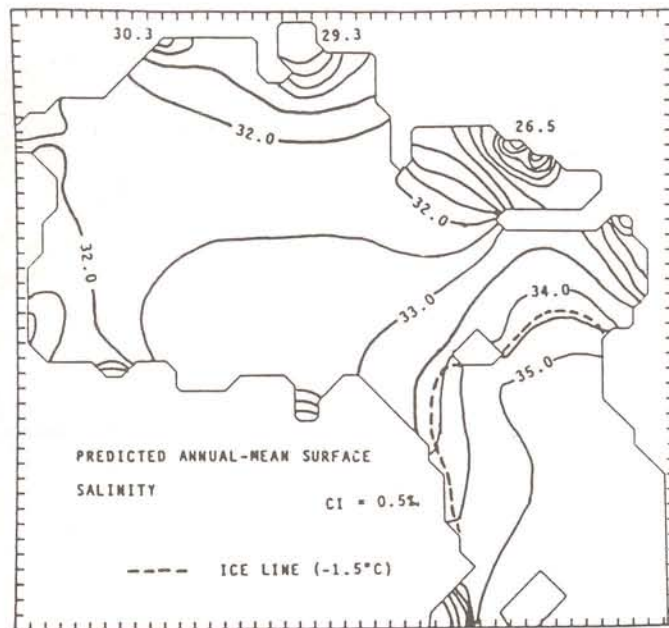 30.3
29.3
26.5
32.0
32.0
32.0
33.0
34.0
35.0
PREDICTED ANNUAL-MEAN SURFACE
SALINITY
CI = 0.5‰
ICE LINE (-1.5°C)